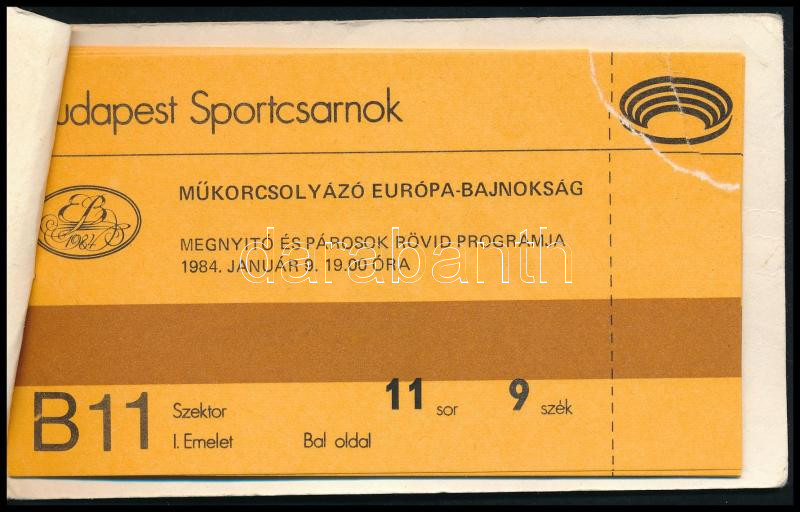 udapest Sportcsarnok
EB
1984
MŰKORCSOLYÁZÓ EURÓPA-BAJNOKSÁG
MEGNYITÓ ÉS PÁROSOK RÖVID PROGRAMJA
1984. JANUÁR 9. 19.00 ÓRA
darabanth
B11 Szektor 11 sor 9 szék
I. Emelet Bal oldal